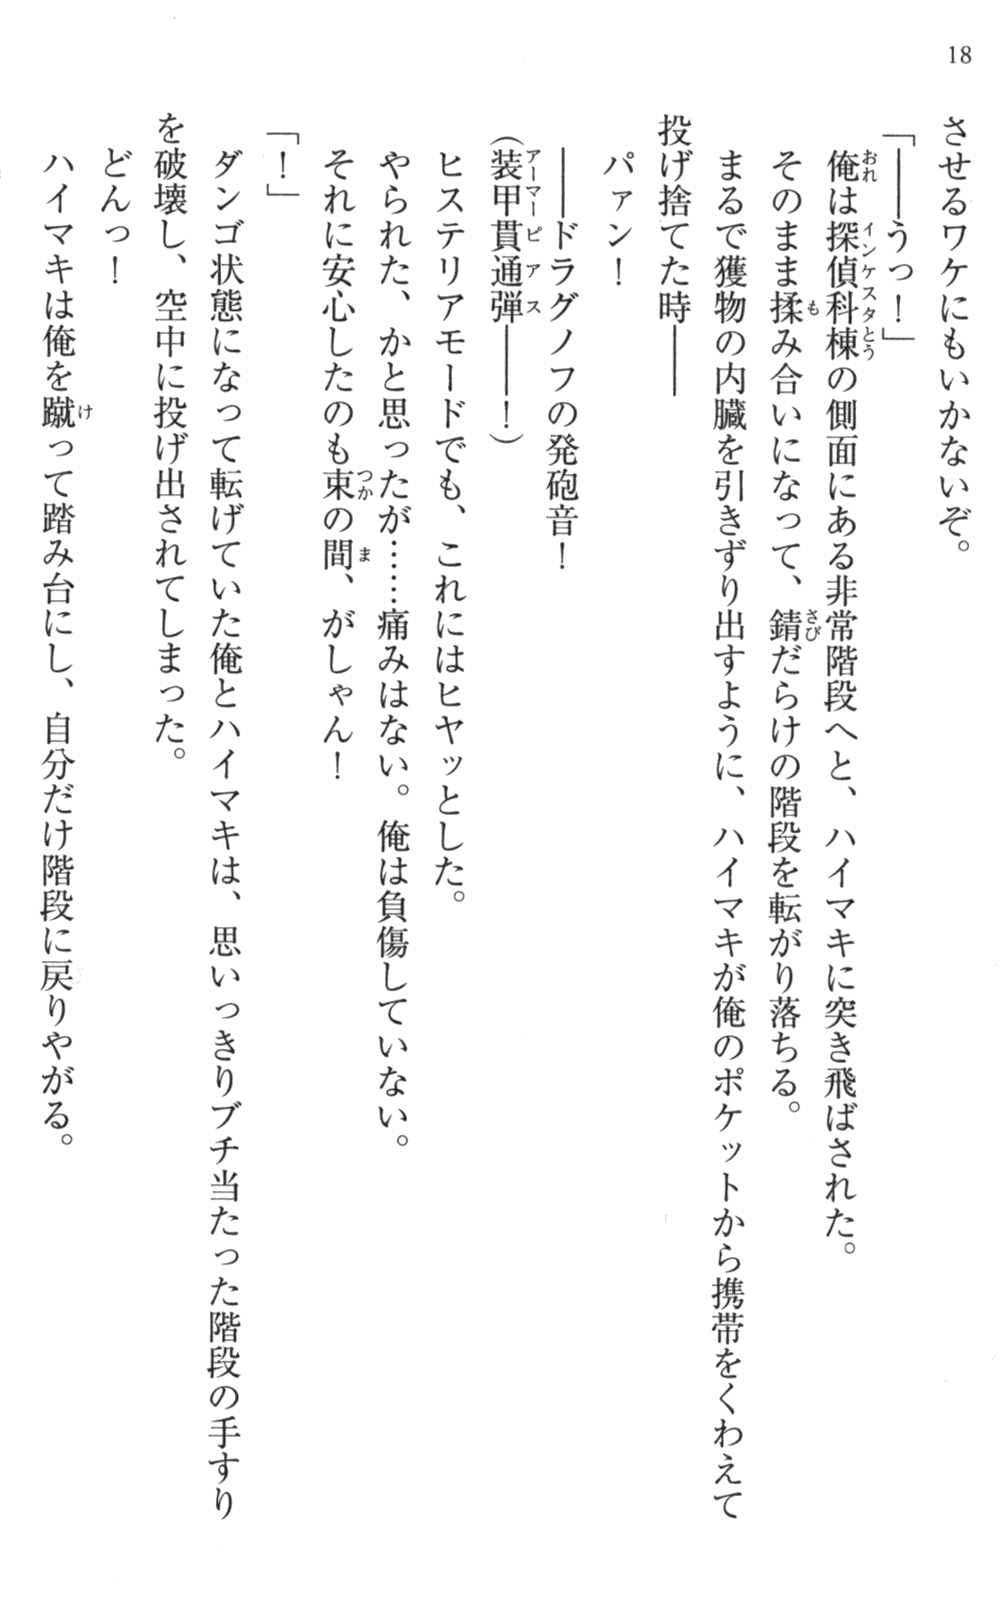 18
させるワケにもいかないぞ。
「――うっ！」
俺は探偵科棟の側面にある非常階段へと、ハイマキに突き飛ばされた。
そのまま揉み合いになって、錆だらけの階段を転がり落ちる。
まるで獲物の内臓を引きずり出すように、ハイマキが俺のポケットから携帯をくわえて
投げ捨てた時――
パァン！
――ドラグノフの発砲音！
（装甲貫通弾――！）
ヒステリアモードでも、これにはヒヤッとした。
やられた、かと思ったが……痛みはない。俺は負傷していない。
それに安心したのも束の間、がしゃん！
「！」
ダンゴ状態になって転げていた俺とハイマキは、思いっきりブチ当たった階段の手すり
を破壊し、空中に投げ出されてしまった。
どんっ！
ハイマキは俺を蹴って踏み台にし、自分だけ階段に戻りやがる。